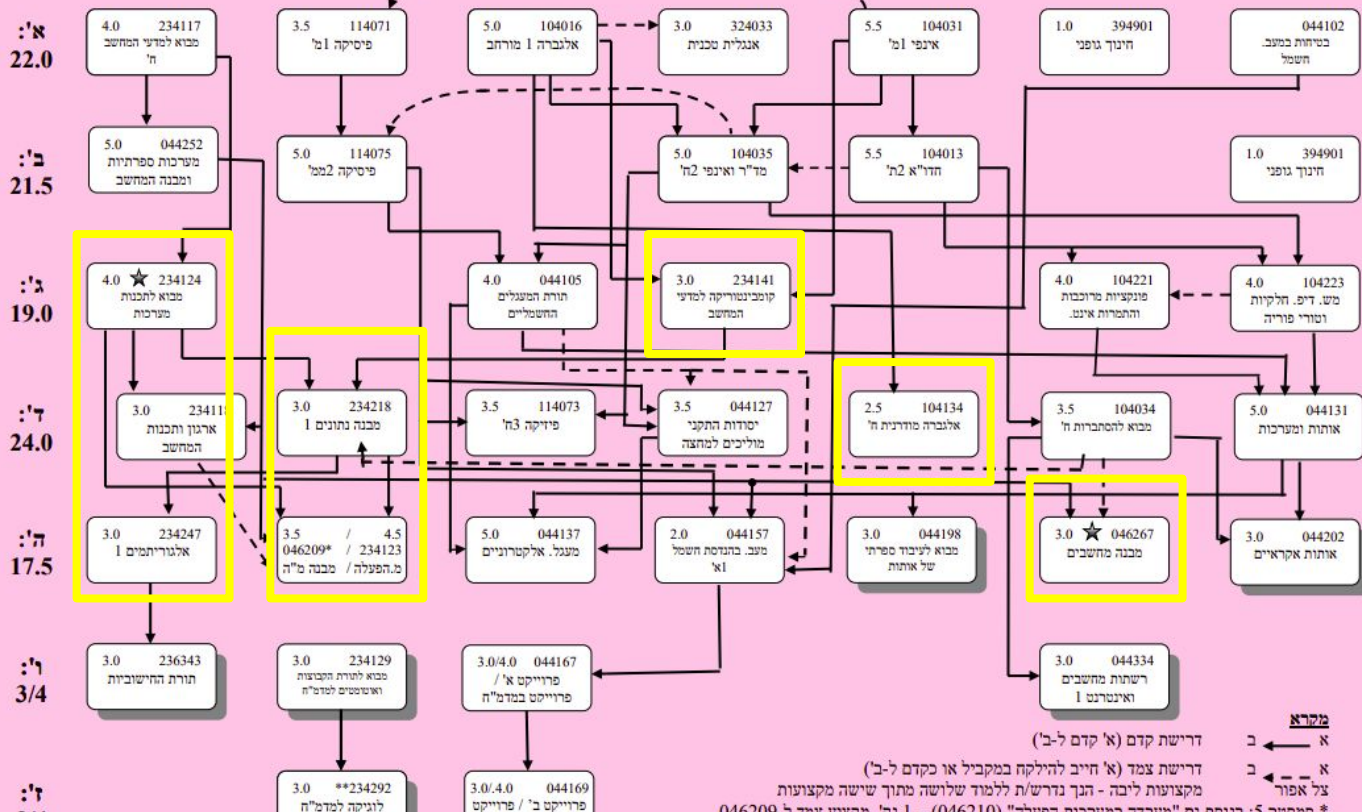 א':
22.0
044102
בטיחות במעב.
חשמל
394901 1.0
חינוך גופני
104031 5.5
אינפי 1מ'
324033 3.0
אנגלית טכנית
104016 5.0
אלגברה 1 מורחב
114071 3.5
פיסיקה 1מ'
234117 4.0
מבוא למדעי המחשב
ח'
ב':
21.5
394901 1.0
חינוך גופני
104013 5.5
חדו"א 2ת'
104035 5.0
מד"ר ואינפי 2ח'
114075 5.0
פיסיקה 2ממ'
044252 5.0
מערכות ספרתיות
ומבנה המחשב
ג':
19.0
104223 4.0
מש. דיפ. חלקיות
וטורי פוריה
104221 4.0
פונקציות מרוכבות
והתמרות אינט.
234141 3.0
קומבינטוריקה למדעי
המחשב
044105 4.0
תורת המעגלים
החשמליים
234124 4.0
מבוא לתכנות
מערכות
ד':
24.0
044131 5.0
אותות ומערכות
104034 3.5
מבוא להסתברות ח'
104134 2.5
אלגברה מודרנית ח'
044127 3.5
יסודות התקני
מוליכים למחצה
114073 3.5
פיזיקה 3ח'
234218 3.0
מבנה נתונים 1
234118 3.0
ארגון ותכנות
המחשב
ה':
17.5
044202 3.0
אותות אקראיים
046267 3.0
מבנה מחשבים
044198 3.0
מבוא לעיבוד ספרתי
של אותות
044157 2.0
מעב. בהנדסת חשמל
1א'
044137 5.0
מעגל. אלקטרוניים
4.5 / 3.5
234123 / 046209*
מ.הפעלה / מבנה מ"ה
234247 3.0
אלגוריתמים 1
ו':
3/4
044334 3.0
רשתות מחשבים
ואינטרנט 1
044167 3.0/4.0
פרוייקט א' /
פרוייקט במדמ"ח
234129 3.0
מבוא לתורת הקבוצות
ואוטומטים למדמ"ח
236343 3.0
תורת החישוביות
ז':
044169 3.0/.4.0
פרוייקט ב' / פרוייקט
234292** 3.0
לוגיקה למדמ"ח
מקרא
א ב דרישת קדם (א' קדם ל-ב')
א ב דרישת צמד (א' חייב להילקח במקביל או כקדם ל-ב')
צל אפור מקצועות ליבה - הנך נדרש/ת ללמוד שלושה מתוך שישה מקצועות